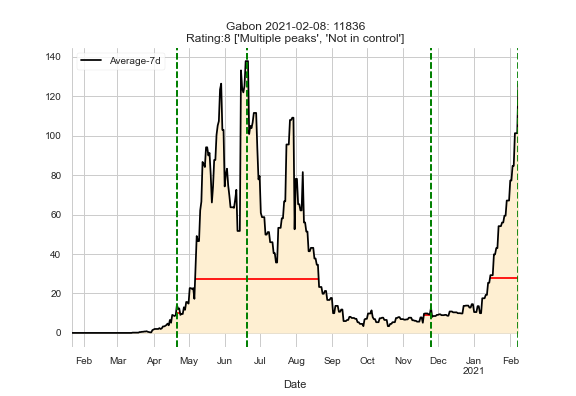 Gabon 2021-02-08: 11836
Rating:8 ['Multiple peaks', 'Not in control']
Average-7d
140
120
100
80
60
40
20
0
Feb Mar Apr May Jun Jul Aug Sep Oct Nov Dec Jan Feb
2021
Date